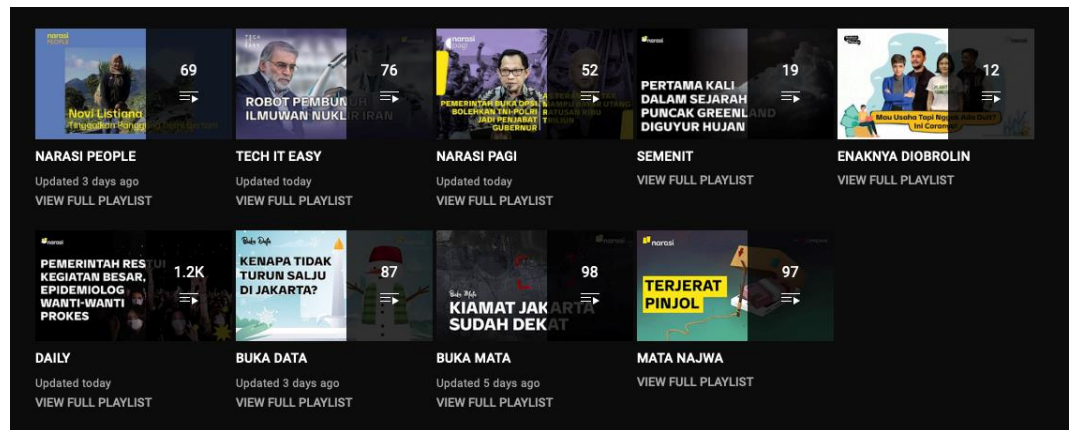 narasi
PEOPLE
Novi Listiana
69
NARASI PEOPLE
Updated 3 days ago
VIEW FULL PLAYLIST
TECH
IT
EASY
ROBOT PEMBUNUH
ILMUWAN NUKLIR IRAN
76
TECH IT EASY
Updated today
VIEW FULL PLAYLIST
narasi
pagi
PEMERINTAH BUKA OPSI
BOLEHKAN TNI-POLRI
JADI PENJABAT
GUBERNUR
52
NARASI PAGI
Updated today
VIEW FULL PLAYLIST
narasi
PERTAMA KALI
DALAM SEJARAH
PUNCAK GREENLAND
DIGUYUR HUJAN
19
SEMENIT
VIEW FULL PLAYLIST
Mau Usaha Tapi Nggak Ada Duit?
Ini Caranya!
12
ENAKNYA DIOBROLIN
VIEW FULL PLAYLIST
narasi
PEMERINTAH RESTUI
KEGIATAN BESAR,
EPIDEMIOLOG
WANTI-WANTI
PROKES
1.2K
DAILY
Updated today
VIEW FULL PLAYLIST
Buka Data
KENAPA TIDAK
TURUN SALJU
DI JAKARTA?
87
BUKA DATA
Updated 3 days ago
VIEW FULL PLAYLIST
narasi
Buka Mata
KIAMAT JAKARTA
SUDAH DEKAT
98
BUKA MATA
Updated 5 days ago
VIEW FULL PLAYLIST
narasi
TERJERAT
PINJOL
97
MATA NAJWA
VIEW FULL PLAYLIST